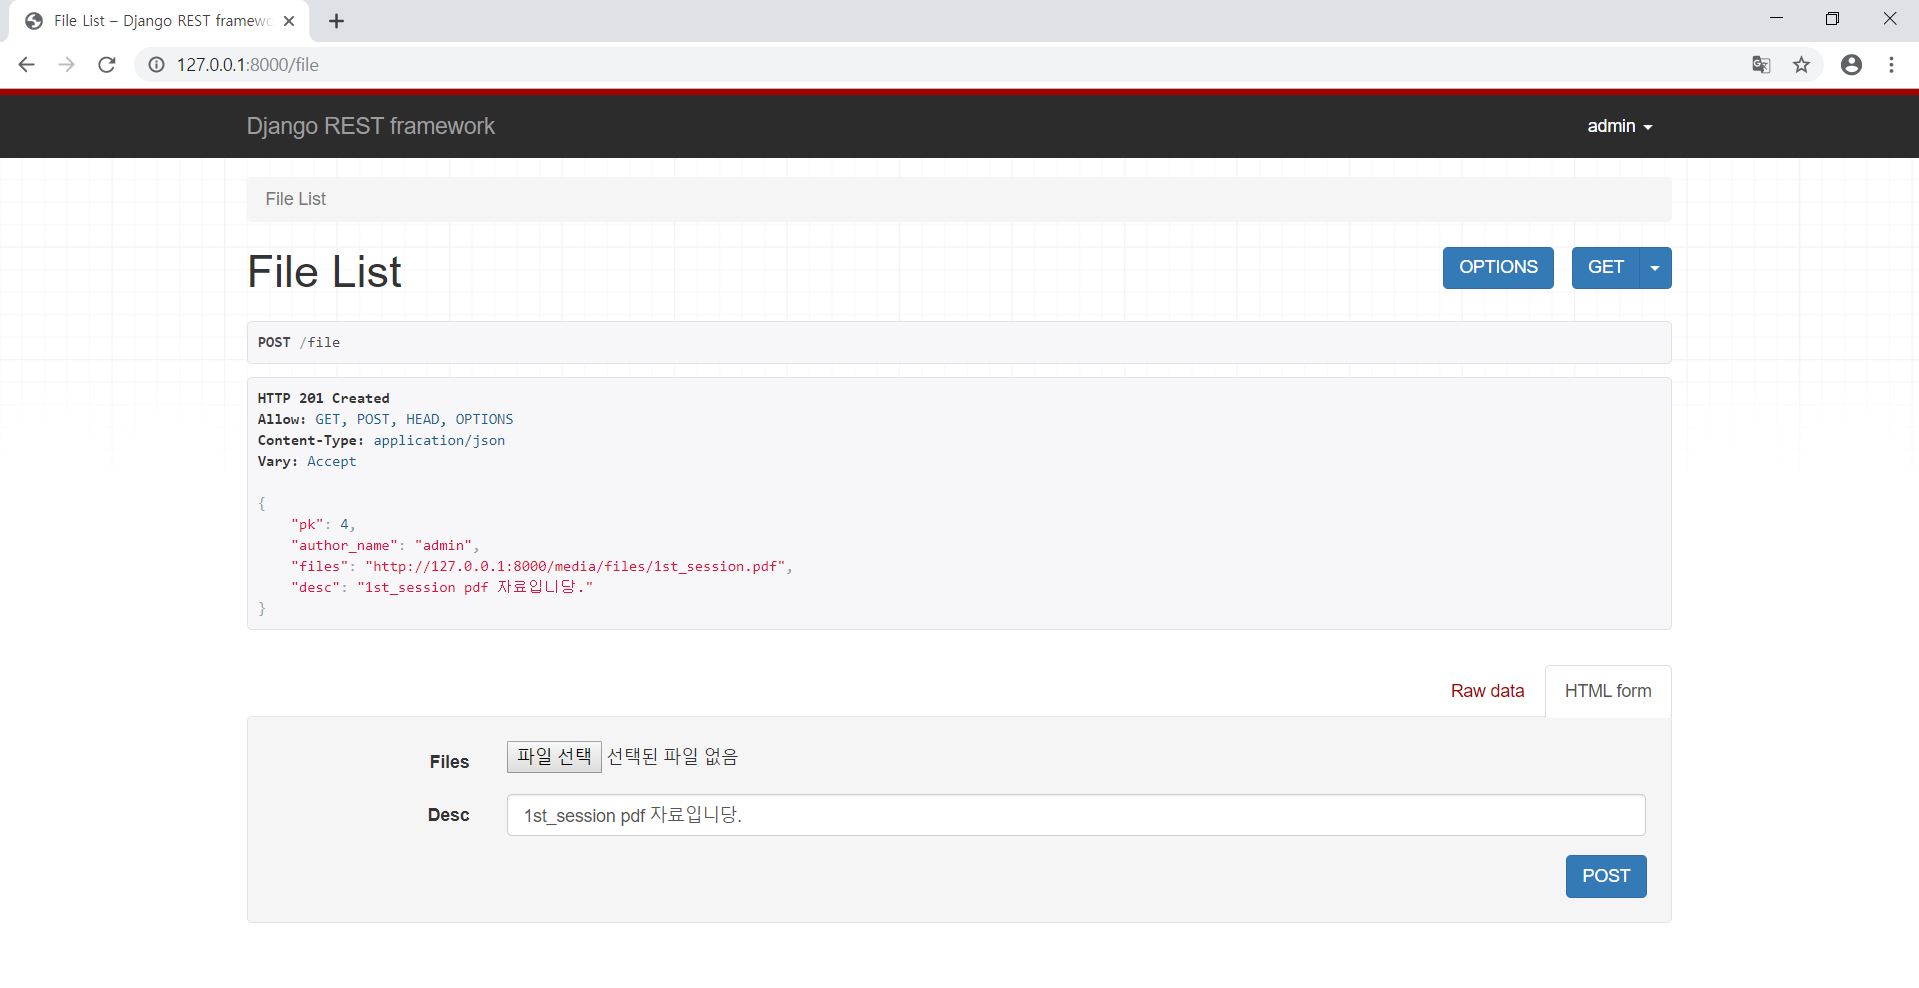 File List – Django REST framewo
127.0.0.1:8000/file
Django REST framework
admin
File List
File List
OPTIONS
GET
POST /file
HTTP 201 Created
Allow: GET, POST, HEAD, OPTIONS
Content-Type: application/json
Vary: Accept
{
"pk": 4,
"author_name": "admin",
"files": "http://127.0.0.1:8000/media/files/1st_session.pdf",
"desc": "1st_session pdf 자료입니당."
}
Raw data
HTML form
Files 파일 선택 선택된 파일 없음
Desc 1st_session pdf 자료입니당.
POST